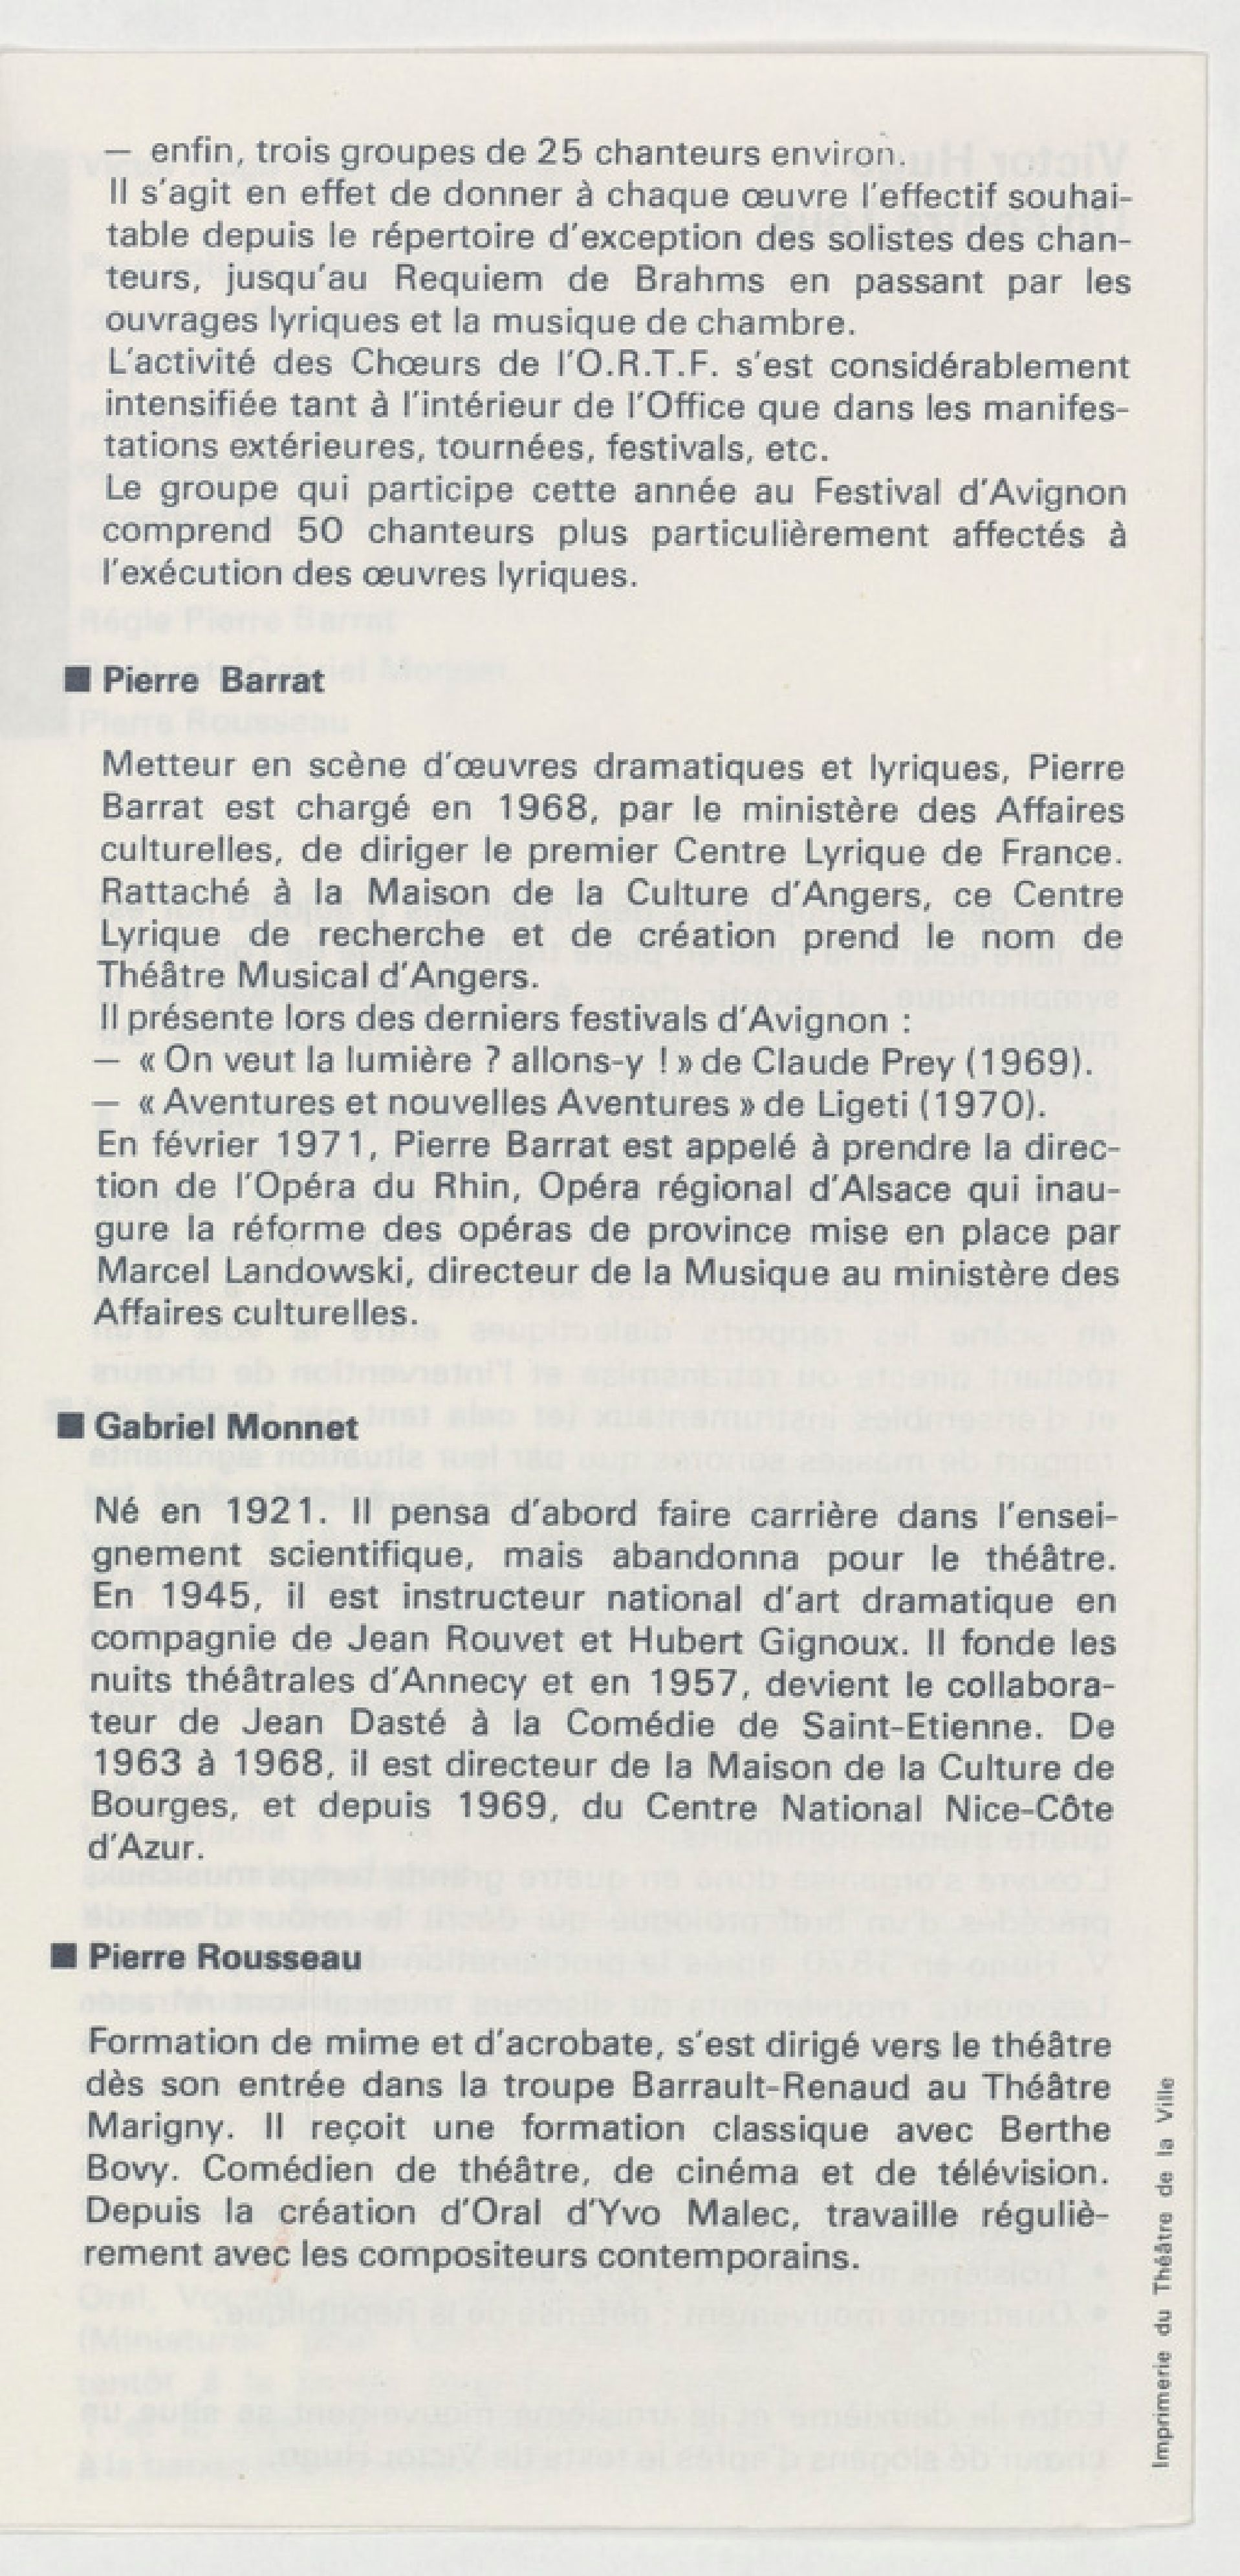 — enfin, trois groupes de 25 chanteurs environ.
Il s'agit en effet de donner à chaque œuvre l'effectif souhai-
table depuis le répertoire d'exception des solistes des chan-
teurs, jusqu'au Requiem de Brahms en passant par les
ouvrages lyriques et la musique de chambre.
L'activité des Chœurs de l'O.R.T.F. s'est considérablement
intensifiée tant à l'intérieur de l'Office que dans les manifes-
tations extérieures, tournées, festivals, etc.
Le groupe qui participe cette année au Festival d'Avignon
comprend 50 chanteurs plus particulièrement affectés à
l'exécution des œuvres lyriques.
■ Pierre Barrat
Metteur en scène d'œuvres dramatiques et lyriques, Pierre
Barrat est chargé en 1968, par le ministère des Affaires
culturelles, de diriger le premier Centre Lyrique de France.
Rattaché à la Maison de la Culture d'Angers, ce Centre
Lyrique de recherche et de création prend le nom de
Théâtre Musical d'Angers.
Il présente lors des derniers festivals d'Avignon :
— « On veut la lumière ? allons-y ! » de Claude Prey (1969).
— « Aventures et nouvelles Aventures » de Ligeti (1970).
En février 1971, Pierre Barrat est appelé à prendre la direc-
tion de l'Opéra du Rhin, Opéra régional d'Alsace qui inau-
gure la réforme des opéras de province mise en place par
Marcel Landowski, directeur de la Musique au ministère des
Affaires culturelles.
■ Gabriel Monnet
Né en 1921. Il pensa d'abord faire carrière dans l'ensei-
gnement scientifique, mais abandonna pour le théâtre.
En 1945, il est instructeur national d'art dramatique en
compagnie de Jean Rouvet et Hubert Gignoux. Il fonde les
nuits théâtrales d'Annecy et en 1957, devient le collabora-
teur de Jean Dasté à la Comédie de Saint-Etienne. De
1963 à 1968, il est directeur de la Maison de la Culture de
Bourges, et depuis 1969, du Centre National Nice-Côte
d'Azur.
■ Pierre Rousseau
Formation de mime et d'acrobate, s'est dirigé vers le théâtre
dès son entrée dans la troupe Barrault-Renaud au Théâtre
Marigny. Il reçoit une formation classique avec Berthe
Bovy. Comédien de théâtre, de cinéma et de télévision.
Depuis la création d'Oral d'Yvo Malec, travaille réguliè-
rement avec les compositeurs contemporains.
Imprimerie du Théâtre de la Ville